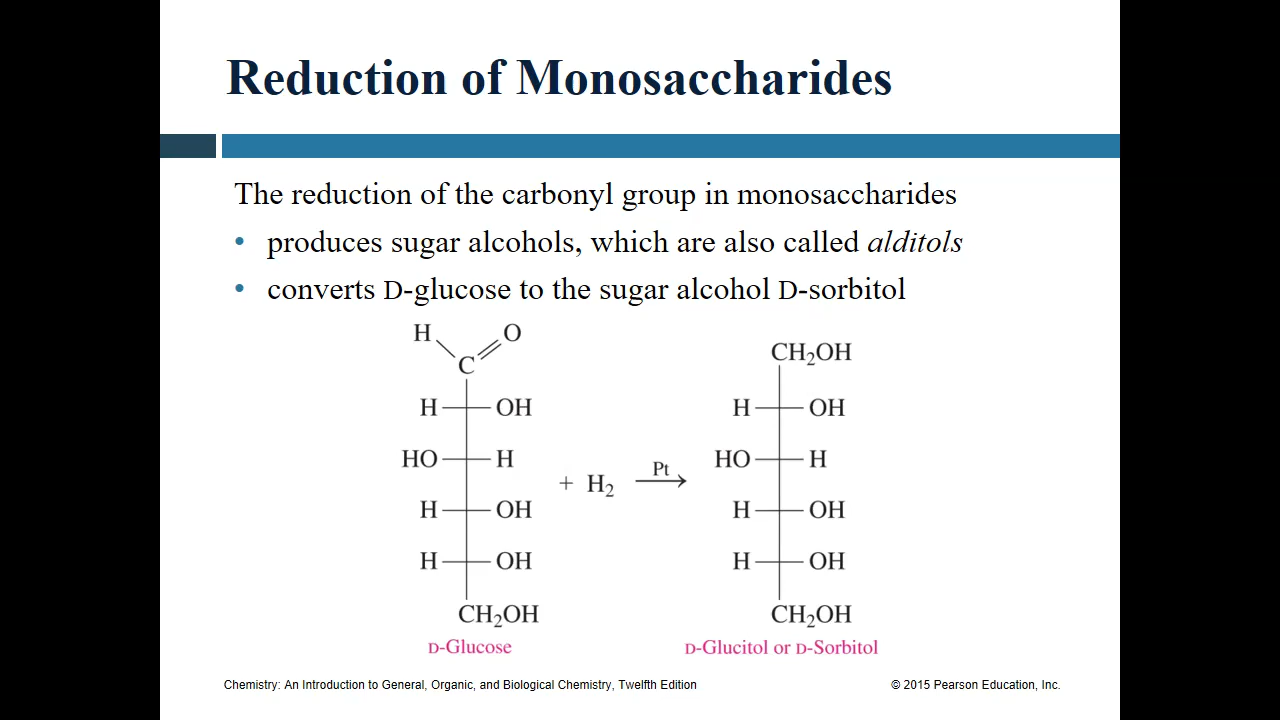 Reduction of Monosaccharides
The reduction of the carbonyl group in monosaccharides
• produces sugar alcohols, which are also called alditols
• converts D-glucose to the sugar alcohol D-sorbitol
H O
C
H OH
HO H
H OH
H OH
CH₂OH
D-Glucose
+ H₂
Pt
CH₂OH
H OH
HO H
H OH
H OH
CH₂OH
D-Glucitol or D-Sorbitol
Chemistry: An Introduction to General, Organic, and Biological Chemistry, Twelfth Edition
© 2015 Pearson Education, Inc.